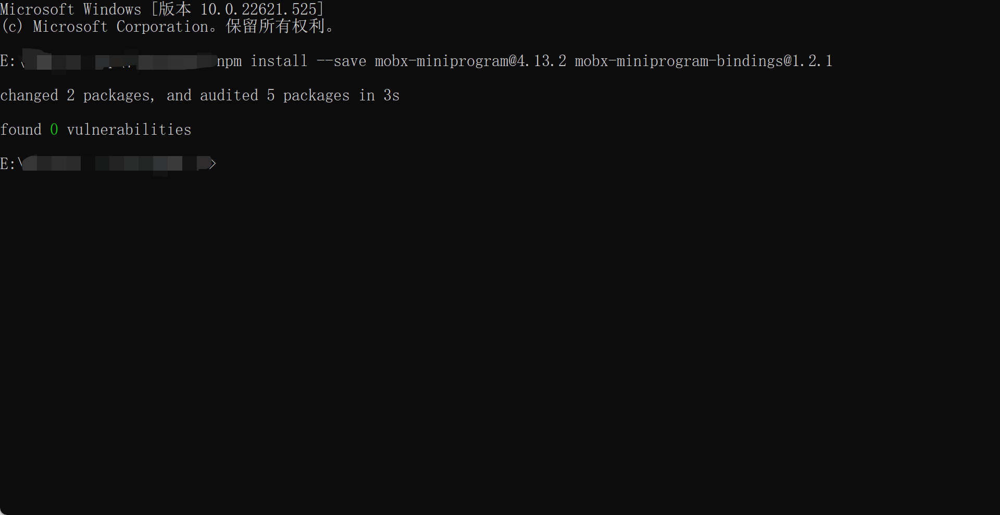 Microsoft Windows [版本 10.0.22621.525]
(c) Microsoft Corporation。保留所有权利。
E:\ npm install --save mobx-miniprogram@4.13.2 mobx-miniprogram-bindings@1.2.1
changed 2 packages, and audited 5 packages in 3s
found 0 vulnerabilities
E:\ >